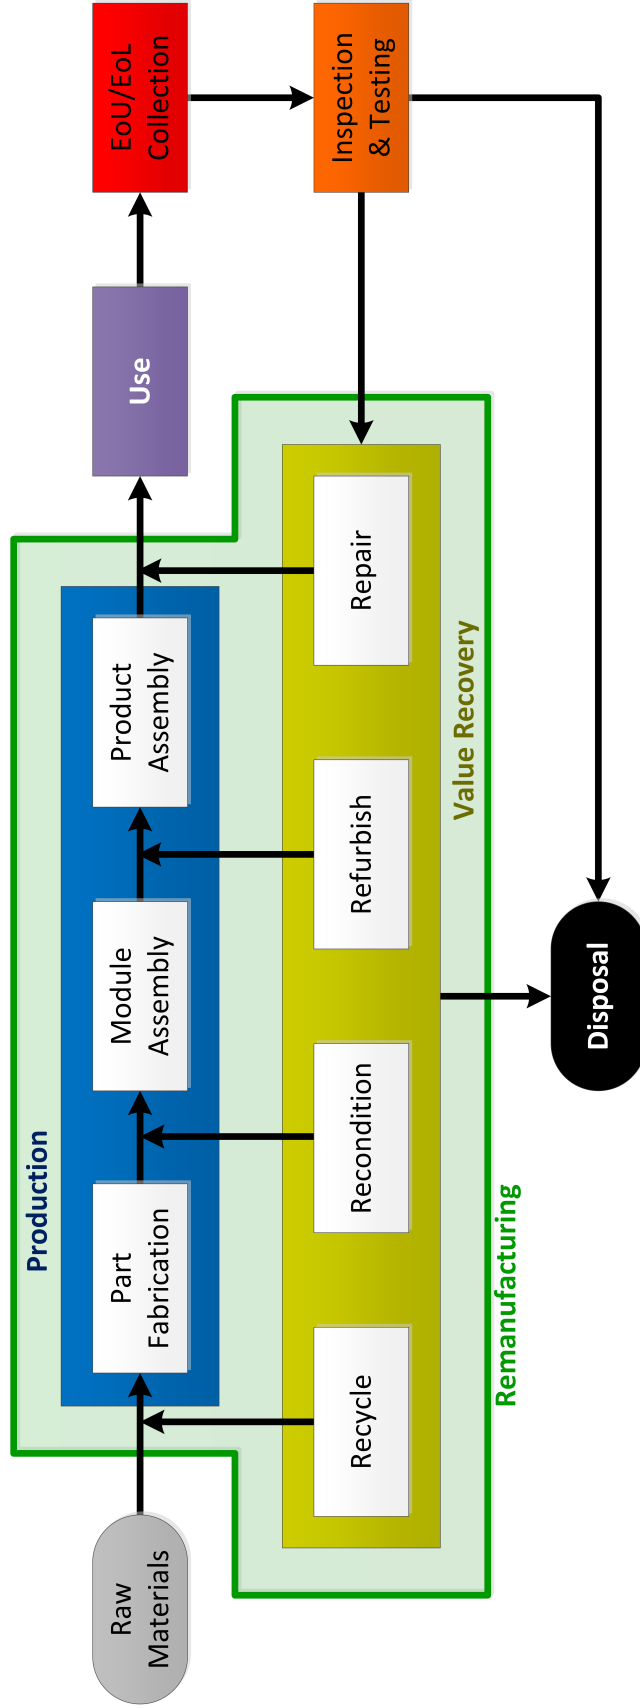 Production
Raw
Materials
Part
Fabrication
Module
Assembly
Product
Assembly
Use
EoU/EoL
Collection
Recycle
Recondition
Refurbish
Repair
Inspection
& Testing
Value Recovery
Remanufacturing
Disposal